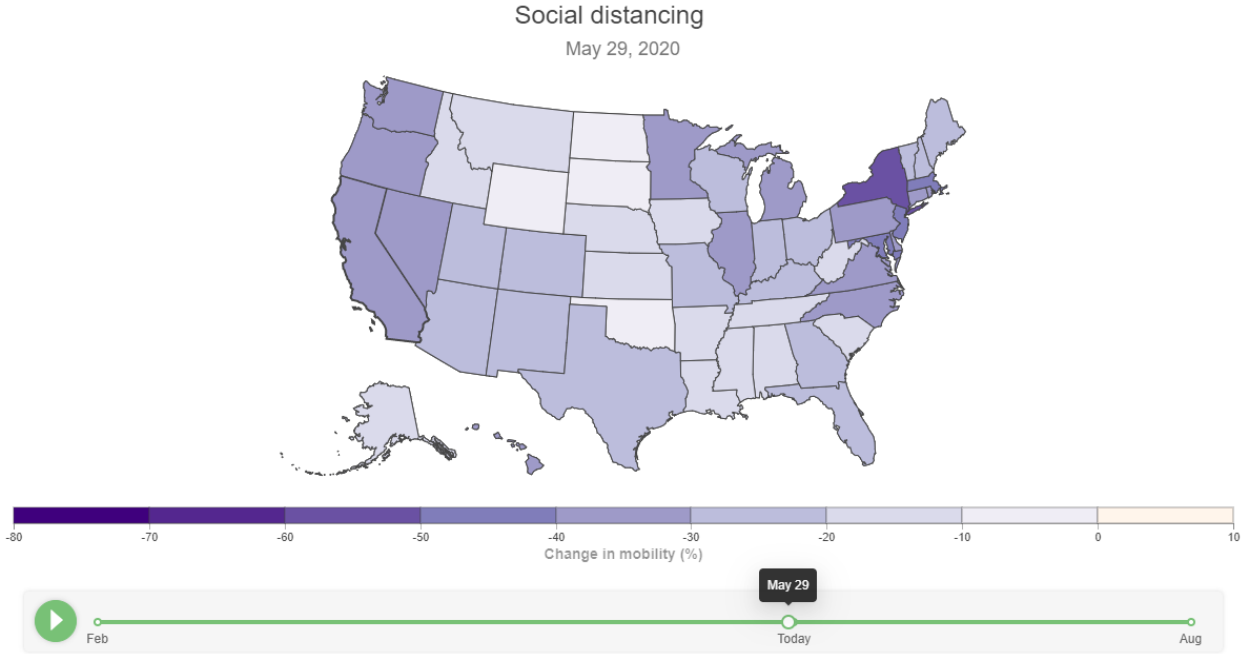 Social distancing
May 29, 2020
-80 -70 -60 -50 -40 -30 -20 -10 0 10
Change in mobility (%)
May 29
Feb Today Aug